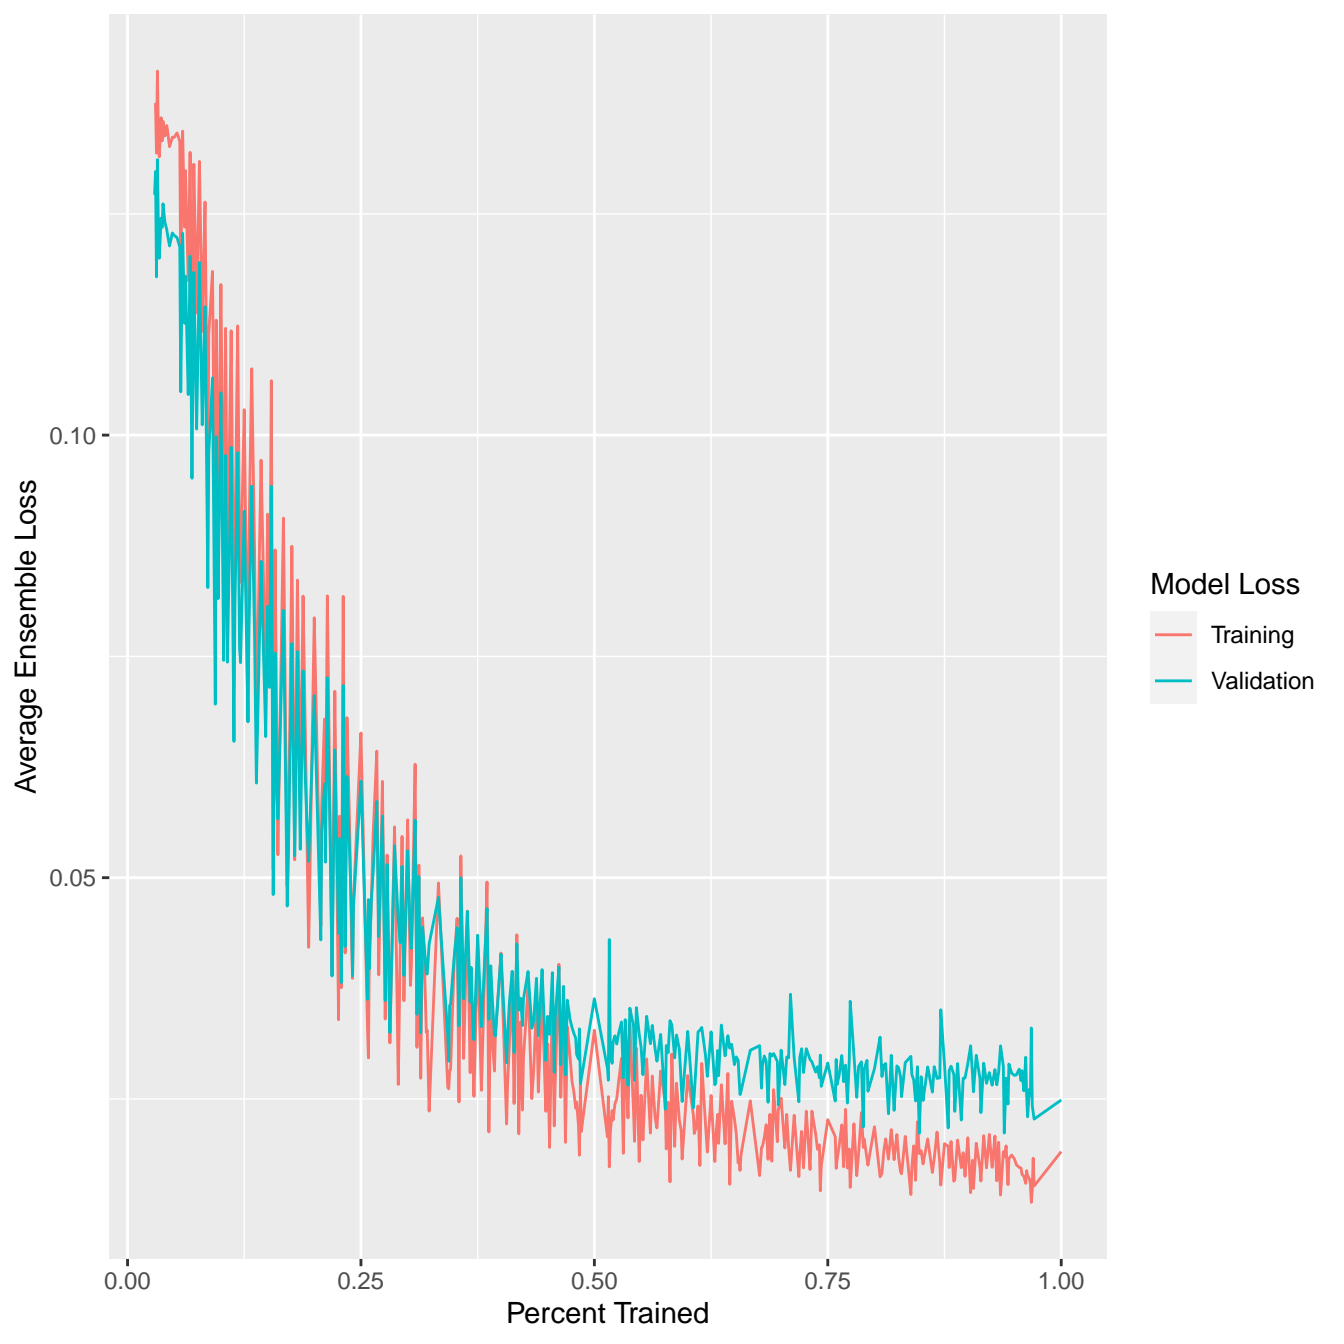 0.10
0.05
Average Ensemble Loss
0.00 0.25 0.50 0.75 1.00
Percent Trained
Model Loss
Training
Validation